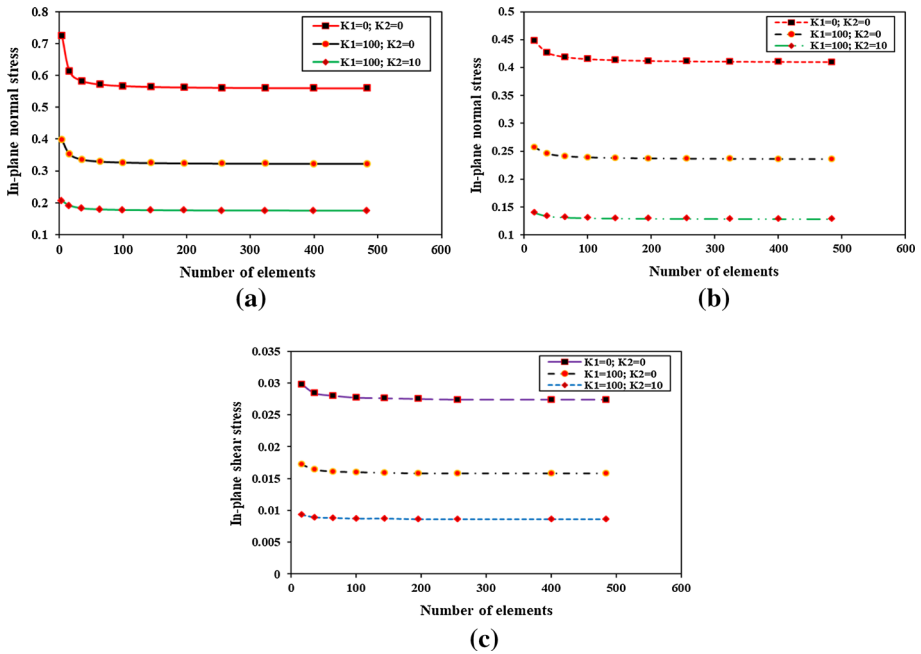 (a)
In-plane normal stress
0.8
0.7
0.6
0.5
0.4
0.3
0.2
0.1
K1=0; K2=0
K1=100; K2=0
K1=100; K2=10
0 100 200 300 400 500 600
Number of elements
(b)
In-plane normal stress
0.5
0.45
0.4
0.35
0.3
0.25
0.2
0.15
0.1
K1=0; K2=0
K1=100; K2=0
K1=100; K2=10
0 100 200 300 400 500 600
Number of elements
(c)
In-plane shear stress
0.035
0.03
0.025
0.02
0.015
0.01
0.005
0
K1=0; K2=0
K1=100; K2=0
K1=100; K2=10
0 100 200 300 400 500 600
Number of elements